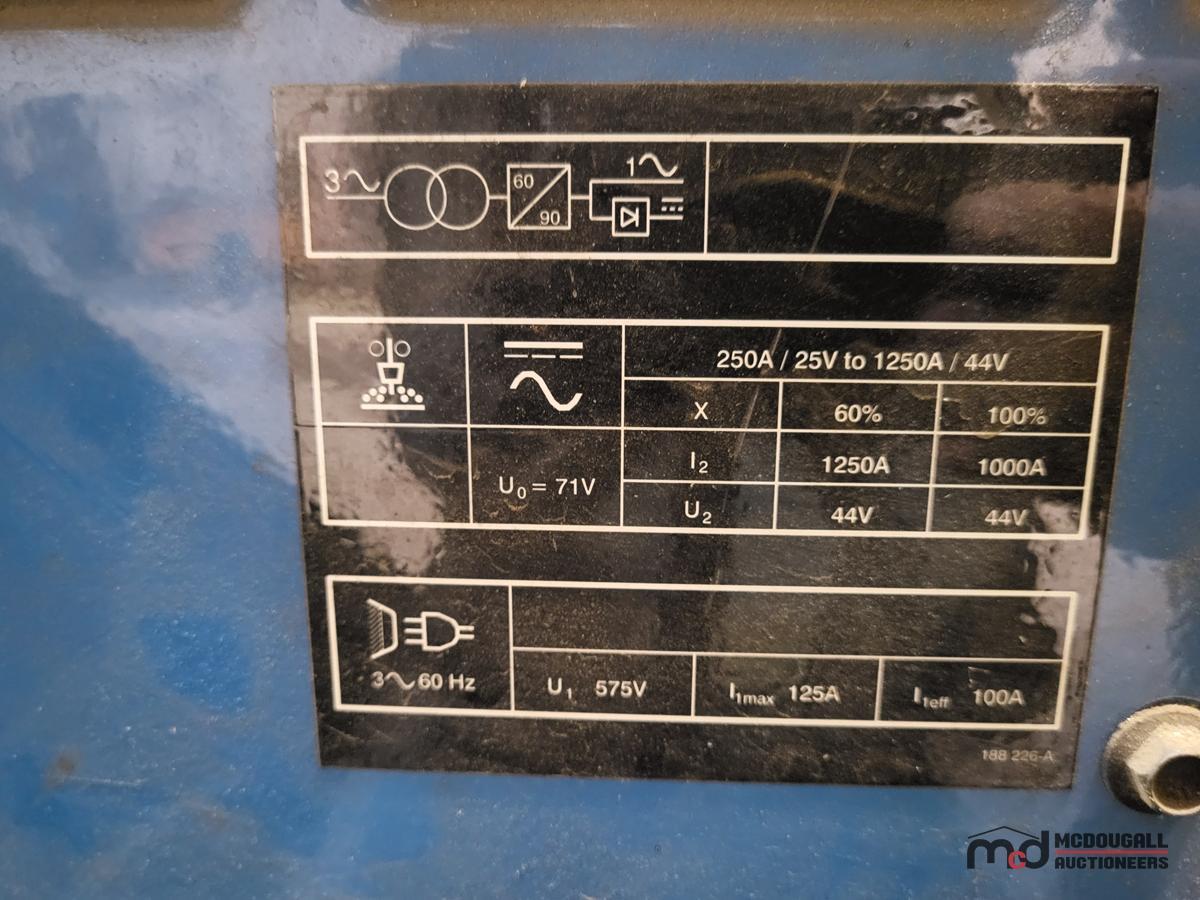 3 1
60
90
250A / 25V to 1250A / 44V
X 60% 100%
I2 1250A 1000A
U0 = 71V
U2 44V 44V
3 60 Hz
U1 575V I1max 125A I1eff 100A
188 226-A
mcd MCDOUGALL
AUCTIONEERS